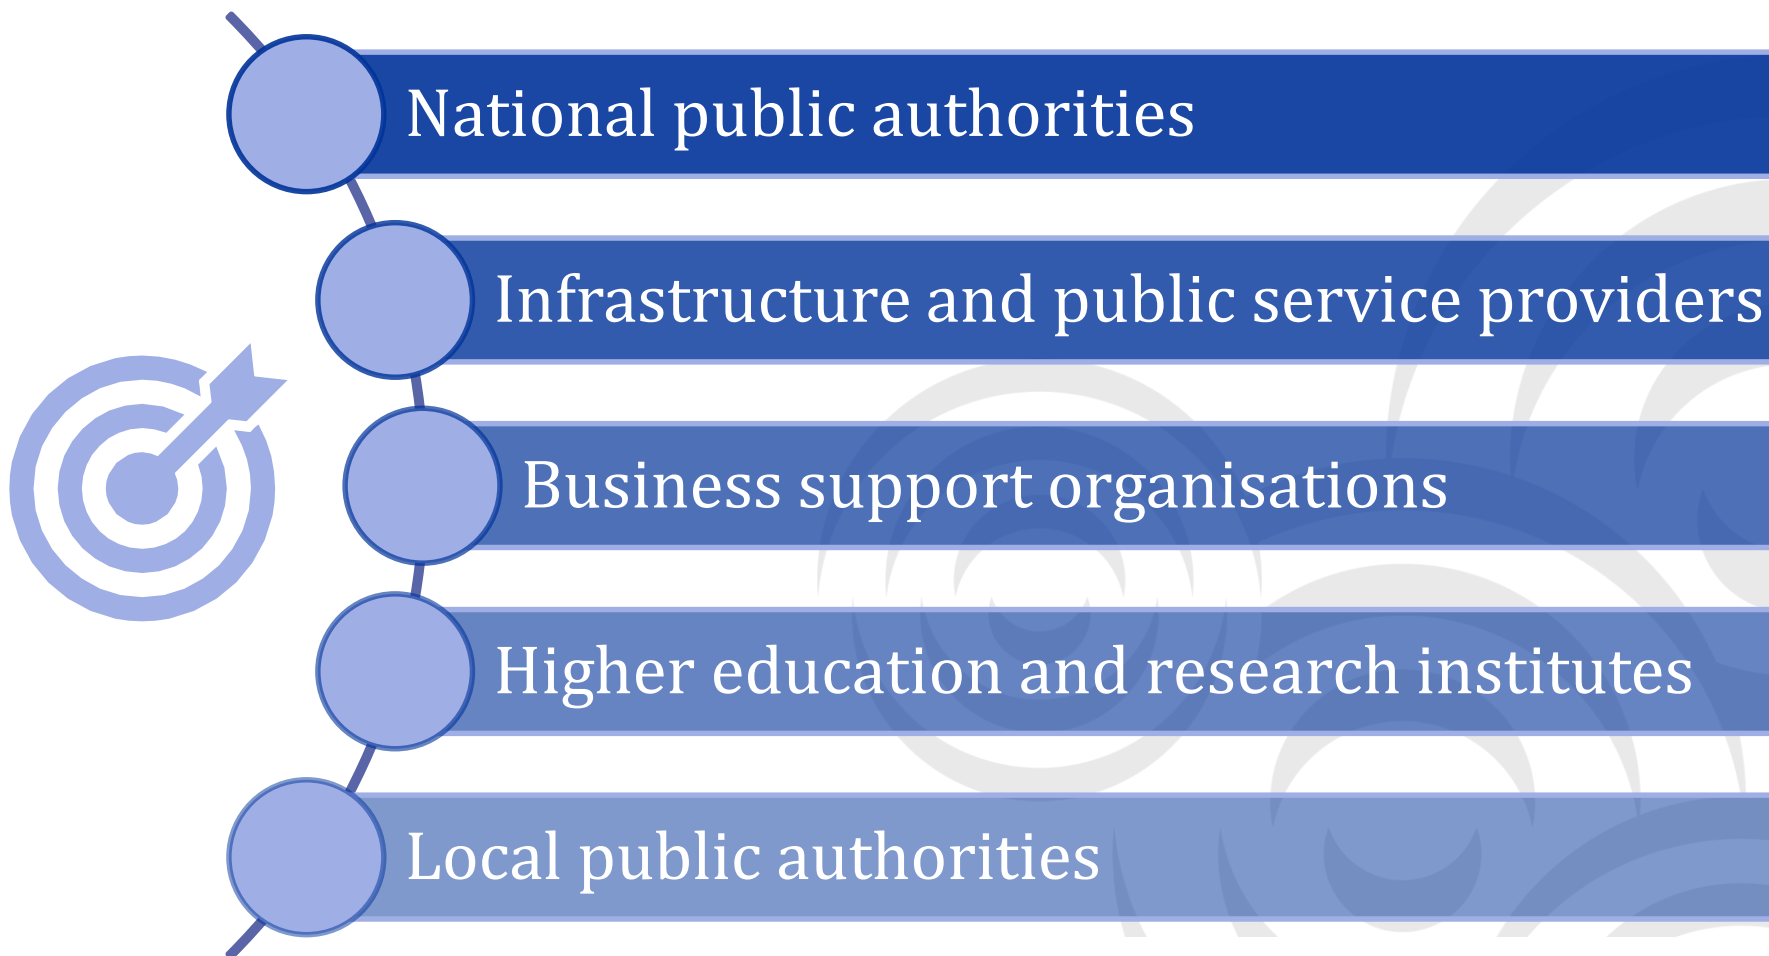 National public authorities
Infrastructure and public service providers
Business support organisations
Higher education and research institutes
Local public authorities